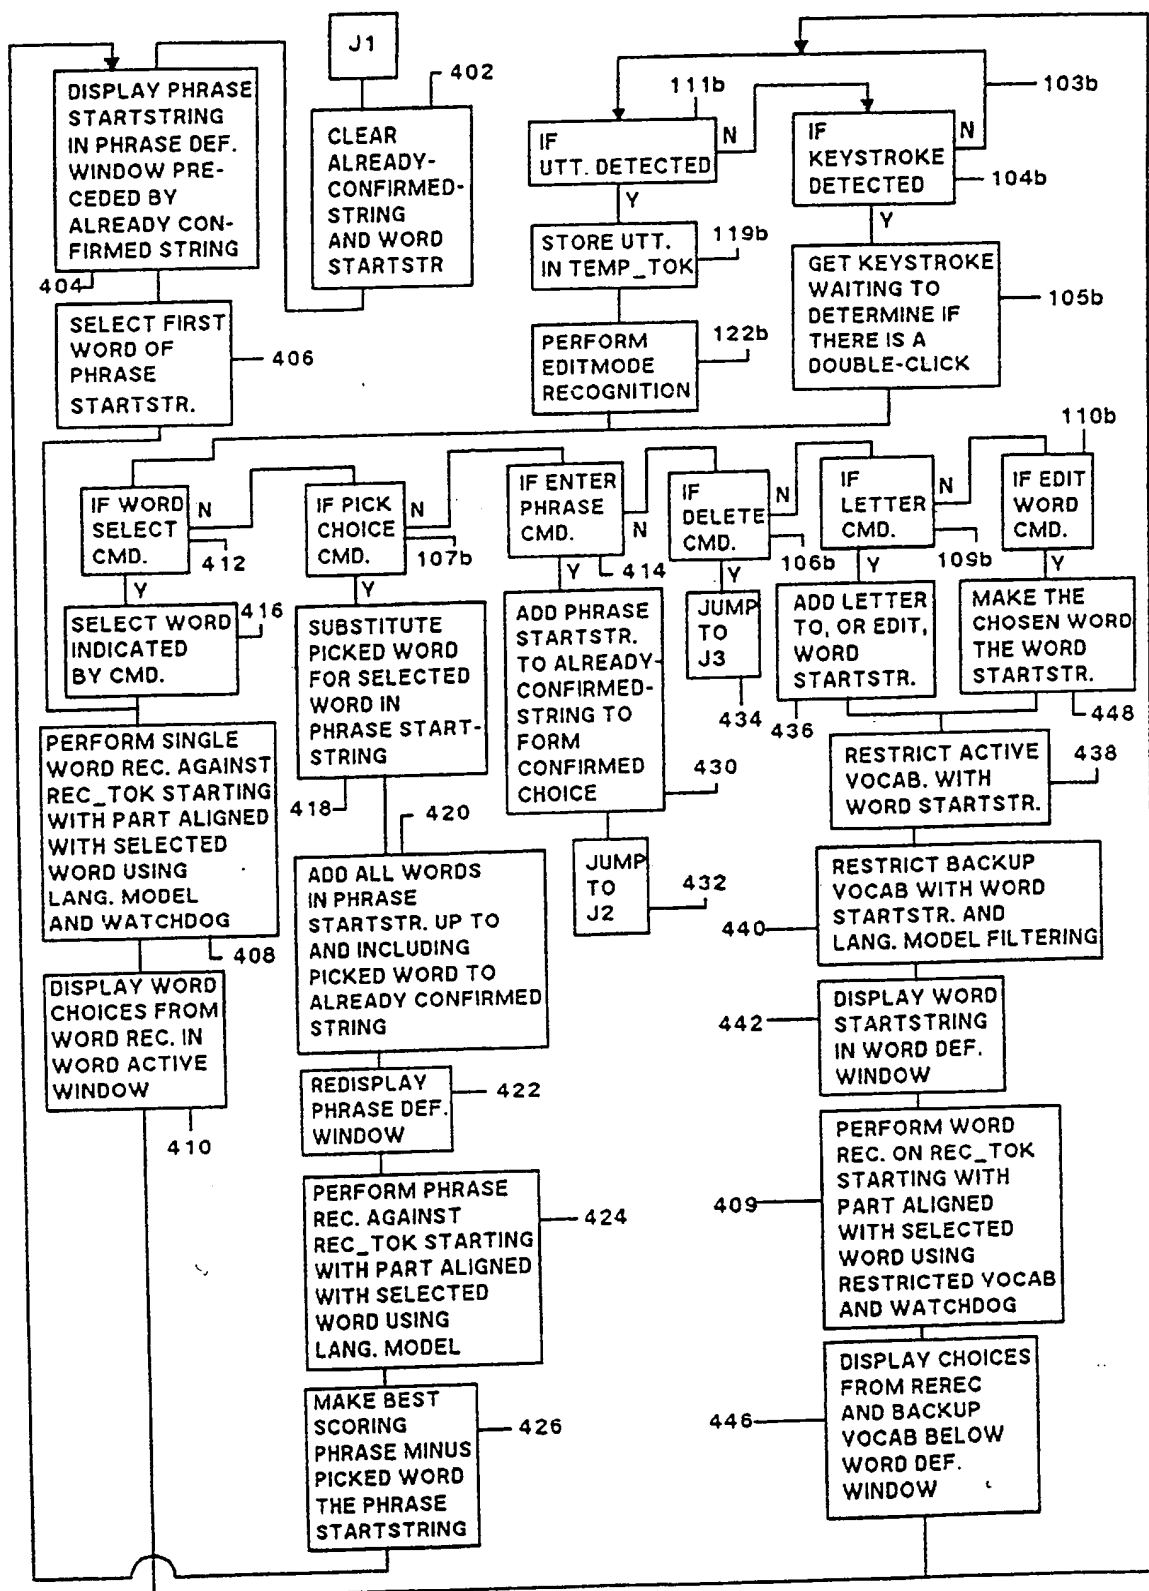 J1
402
CLEAR
ALREADY-
CONFIRMED-
STRING
AND WORD
STARTSTR
DISPLAY PHRASE
STARTSTRING
IN PHRASE DEF.
WINDOW PRE-
CEDED BY
ALREADY CON-
FIRMED STRING
404
SELECT FIRST
WORD OF
PHRASE
STARTSTR.
406
111b
IF
UTT. DETECTED
N
Y
103b
IF
KEYSTROKE
DETECTED
N
104b
Y
STORE UTT.
IN TEMP_TOK
119b
PERFORM
EDITMODE
RECOGNITION
122b
GET KEYSTROKE
WAITING TO
DETERMINE IF
THERE IS A
DOUBLE-CLICK
105b
IF WORD
SELECT
CMD.
N
412
Y
IF PICK
CHOICE
CMD.
N
107b
Y
IF ENTER
PHRASE
CMD.
N
414
Y
IF
DELETE
CMD.
N
106b
Y
IF
LETTER
CMD.
N
109b
Y
110b
IF EDIT
WORD
CMD.
Y
416
SELECT WORD
INDICATED
BY CMD.
PERFORM SINGLE
WORD REC. AGAINST
REC_TOK STARTING
WITH PART ALIGNED
WITH SELECTED
WORD USING
LANG. MODEL
AND WATCHDOG
408
DISPLAY WORD
CHOICES FROM
WORD REC. IN
WORD ACTIVE
WINDOW
410
SUBSTITUTE
PICKED WORD
FOR SELECTED
WORD IN
PHRASE START-
STRING
418
420
ADD ALL WORDS
IN PHRASE
STARTSTR. UP TO
AND INCLUDING
PICKED WORD TO
ALREADY CONFIRMED
STRING
REDISPLAY
PHRASE DEF.
WINDOW
422
PERFORM PHRASE
REC. AGAINST
REC_TOK STARTING
WITH PART ALIGNED
WITH SELECTED
WORD USING
LANG. MODEL
424
MAKE BEST
SCORING
PHRASE MINUS
PICKED WORD
THE PHRASE
STARTSTRING
426
ADD PHRASE
STARTSTR.
TO ALREADY-
CONFIRMED-
STRING TO
FORM
CONFIRMED
CHOICE
430
JUMP
TO
J2
432
JUMP
TO
J3
434
ADD LETTER
TO, OR EDIT,
WORD
STARTSTR.
436
MAKE THE
CHOSEN WORD
THE WORD
STARTSTR.
448
RESTRICT ACTIVE
VOCAB. WITH
WORD STARTSTR.
438
RESTRICT BACKUP
VOCAB WITH WORD
STARTSTR. AND
LANG. MODEL FILTERING
440
DISPLAY WORD
STARTSTRING
IN WORD DEF.
WINDOW
442
PERFORM WORD
REC. ON REC_TOK
STARTING WITH
PART ALIGNED
WITH SELECTED
WORD USING
RESTRICTED VOCAB
AND WATCHDOG
409
DISPLAY CHOICES
FROM REREC
AND BACKUP
VOCAB BELOW
WORD DEF.
WINDOW
446